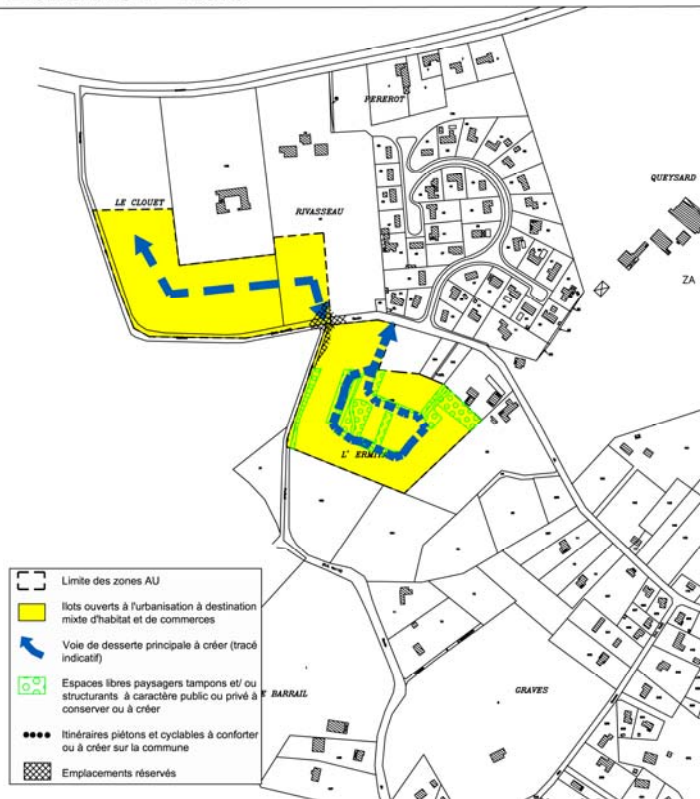 PEREROT
QUEYSARD
LE CLOUET
RIVASSEAU
ZA
L' ERMI
Limite des zones AU
Ilots ouverts à l'urbanisation à destination
mixte d'habitat et de commerces
Voie de desserte principale à créer (tracé
indicatif)
Espaces libres paysagers tampons et/ ou
structurants à caractère public ou privé à
conserver ou à créer
E BARRAIL
GRAVES
Itinéraires piétons et cyclables à conforter
ou à créer sur la commune
Emplacements réservés